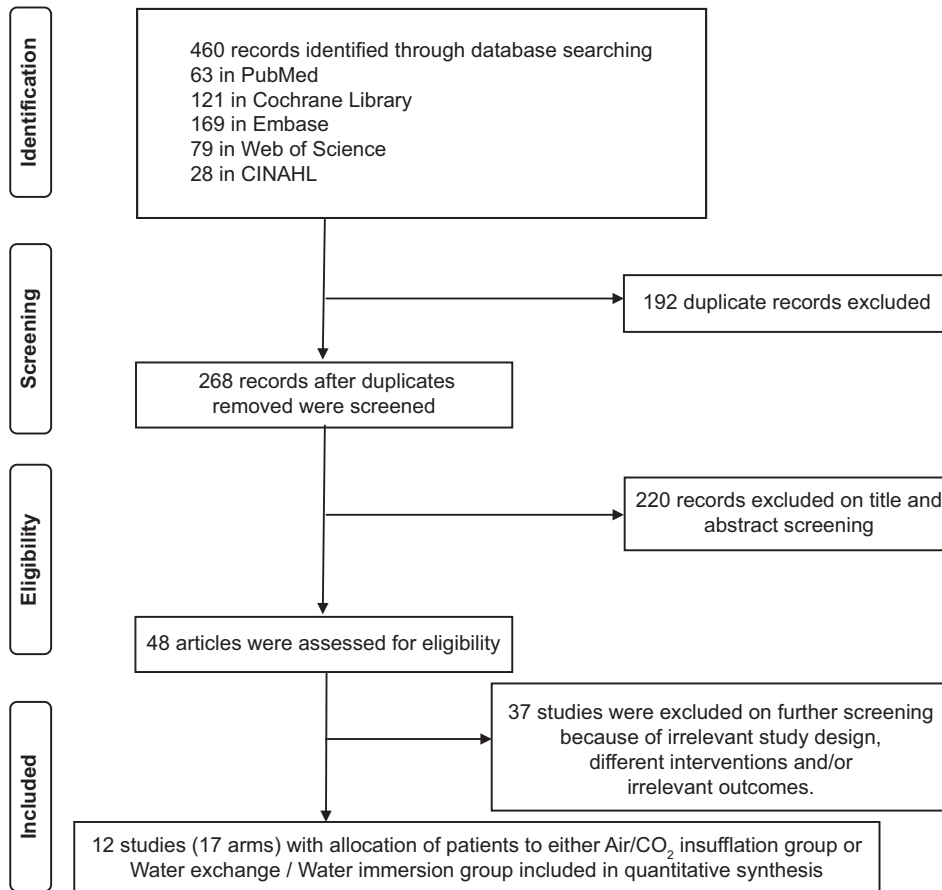 Identification
460 records identified through database searching
63 in PubMed
121 in Cochrane Library
169 in Embase
79 in Web of Science
28 in CINAHL
Screening
192 duplicate records excluded
268 records after duplicates
removed were screened
Eligibility
220 records excluded on title and
abstract screening
48 articles were assessed for eligibility
Included
37 studies were excluded on further screening
because of irrelevant study design,
different interventions and/or
irrelevant outcomes.
12 studies (17 arms) with allocation of patients to either Air/CO₂ insufflation group or
Water exchange / Water immersion group included in quantitative synthesis